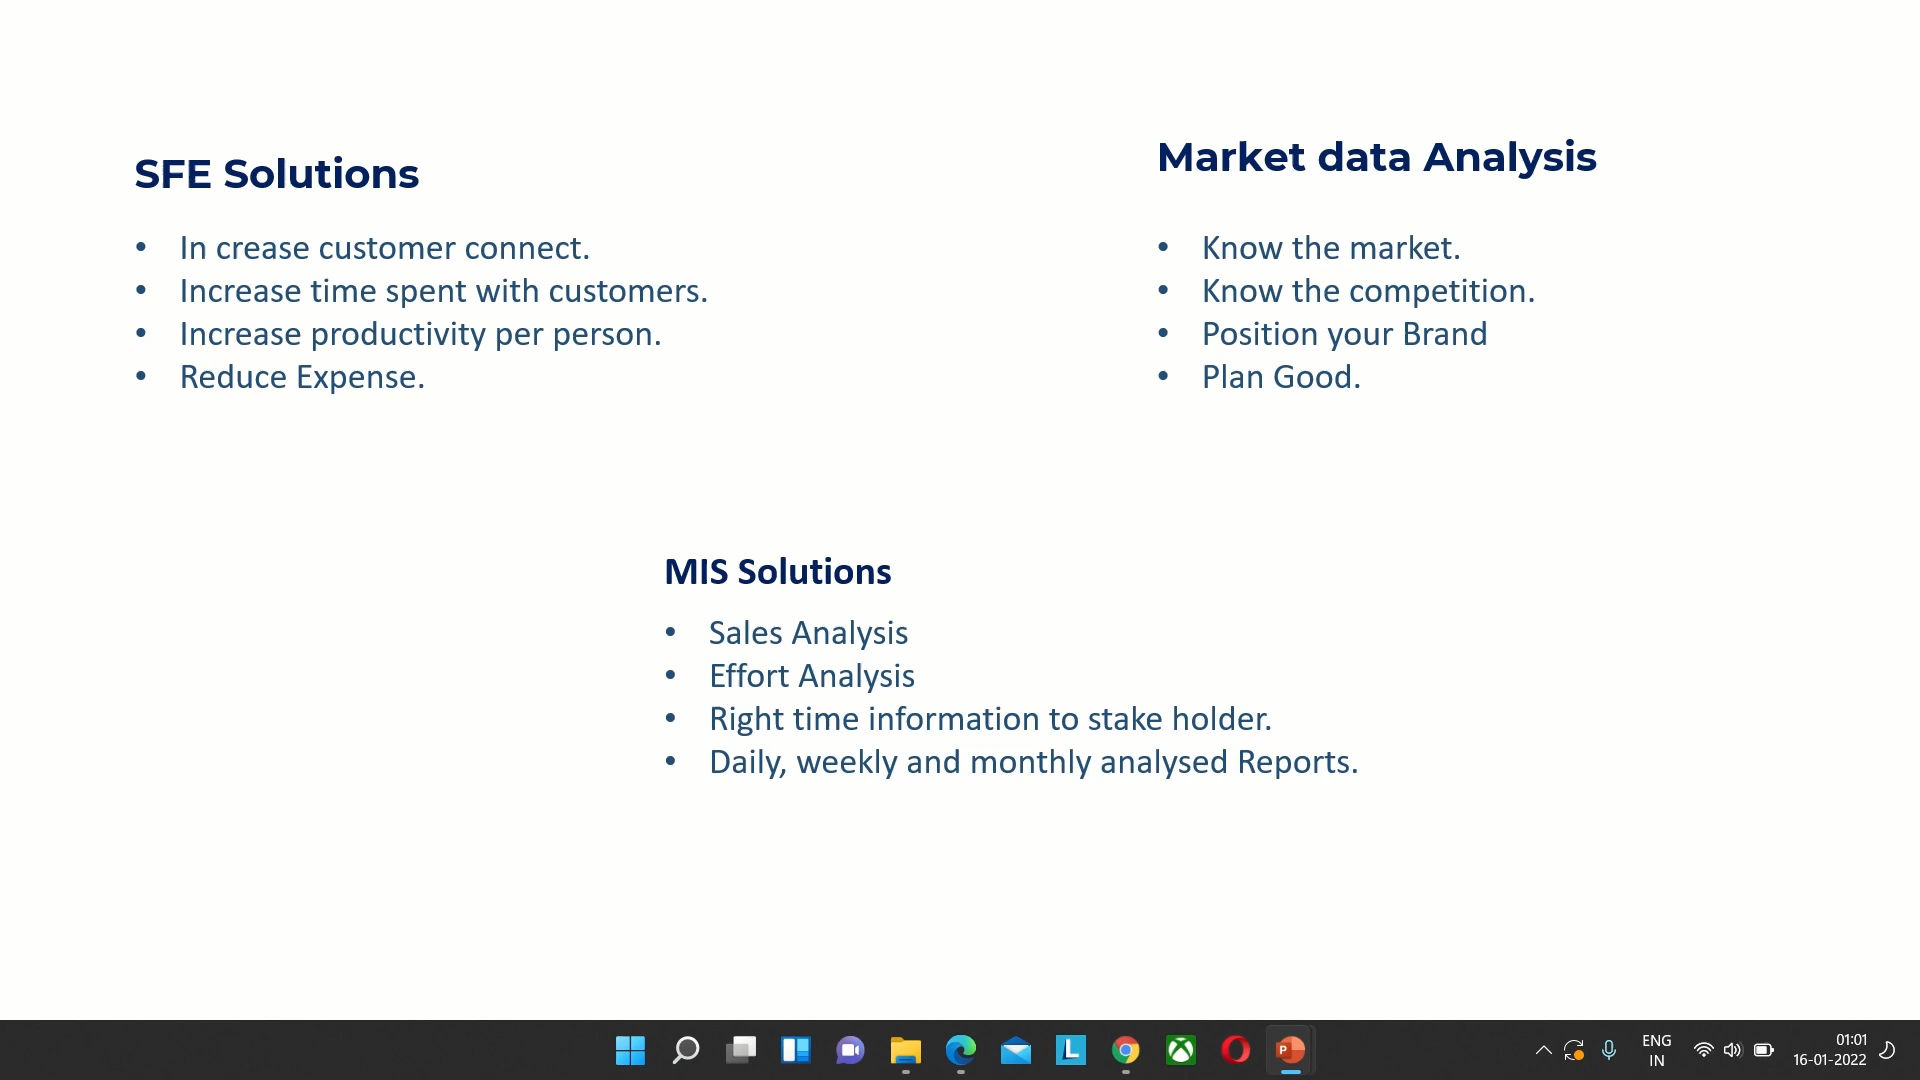 SFE Solutions
• In crease customer connect.
• Increase time spent with customers.
• Increase productivity per person.
• Reduce Expense.
Market data Analysis
• Know the market.
• Know the competition.
• Position your Brand
• Plan Good.
MIS Solutions
• Sales Analysis
• Effort Analysis
• Right time information to stake holder.
• Daily, weekly and monthly analysed Reports.
L
P
ENG
IN
01:01
16-01-2022